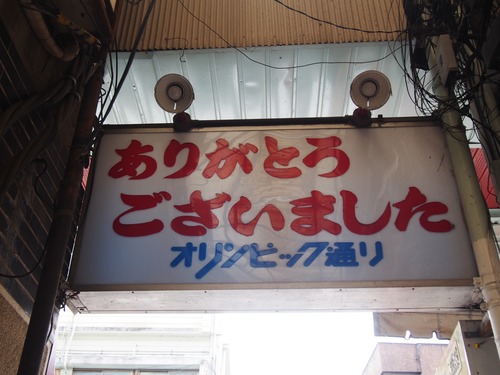 ありがとう
ございました
オリンピック通り